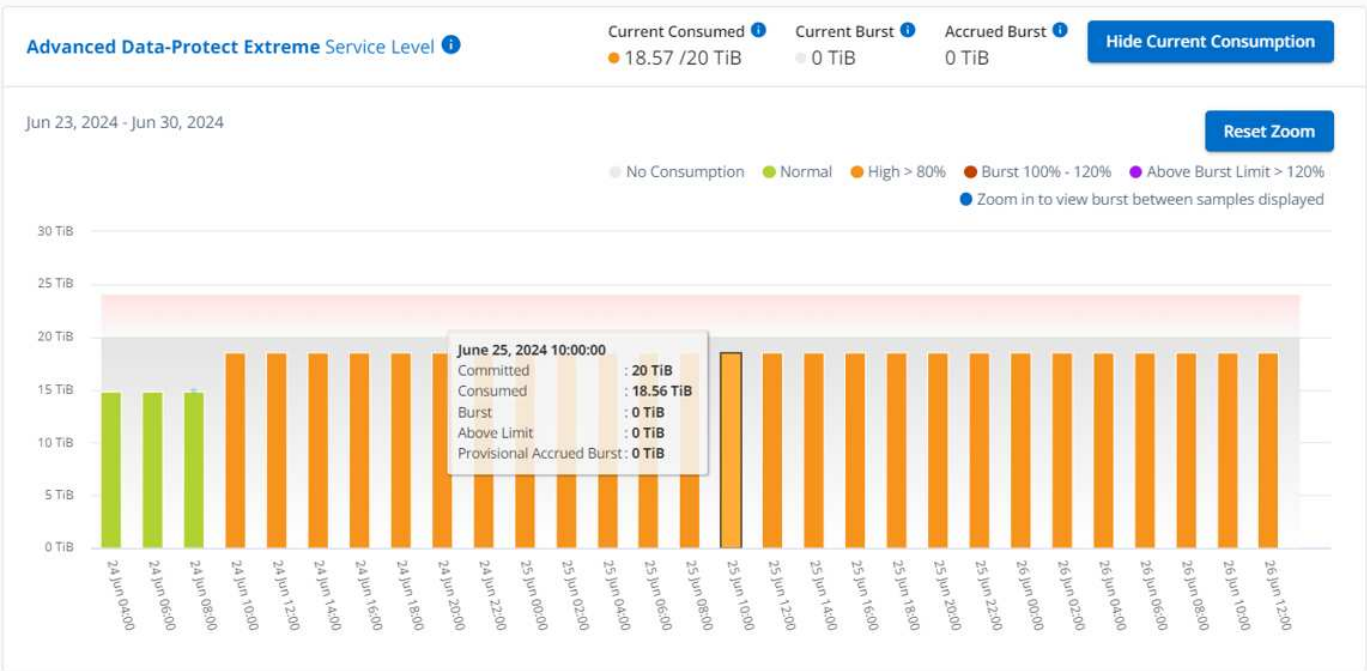 Advanced Data-Protect Extreme Service Level
Current Consumed
18.57 /20 TiB
Current Burst
0 TiB
Accrued Burst
0 TiB
Hide Current Consumption
Jun 23, 2024 - Jun 30, 2024
Reset Zoom
No Consumption Normal High > 80% Burst 100% - 120% Above Burst Limit > 120%
Zoom in to view burst between samples displayed
30 TiB
25 TiB
20 TiB
15 TiB
10 TiB
5 TiB
0 TiB
June 25, 2024 10:00:00
Committed : 20 TiB
Consumed : 18.56 TiB
Burst : 0 TiB
Above Limit : 0 TiB
Provisional Accrued Burst : 0 TiB
24 Jun 04:00
24 Jun 06:00
24 Jun 08:00
24 Jun 10:00
24 Jun 12:00
24 Jun 14:00
24 Jun 16:00
24 Jun 18:00
24 Jun 20:00
24 Jun 22:00
25 Jun 00:00
25 Jun 02:00
25 Jun 04:00
25 Jun 06:00
25 Jun 08:00
25 Jun 10:00
25 Jun 12:00
25 Jun 14:00
25 Jun 16:00
25 Jun 18:00
25 Jun 20:00
25 Jun 22:00
26 Jun 00:00
26 Jun 02:00
26 Jun 04:00
26 Jun 06:00
26 Jun 08:00
26 Jun 10:00
26 Jun 12:00